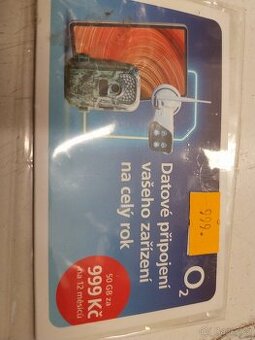 Datové připojení
vašeho zařízení
na celý rok
O2
999.-
50 GB za
999 Kč
na 12 měsíců